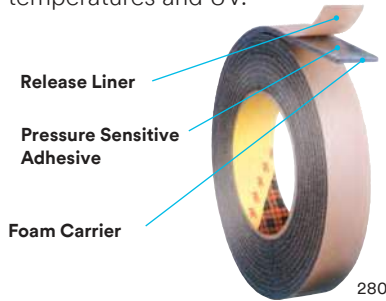 temperatures and UV.
Release Liner
Pressure Sensitive
Adhesive
Foam Carrier
280